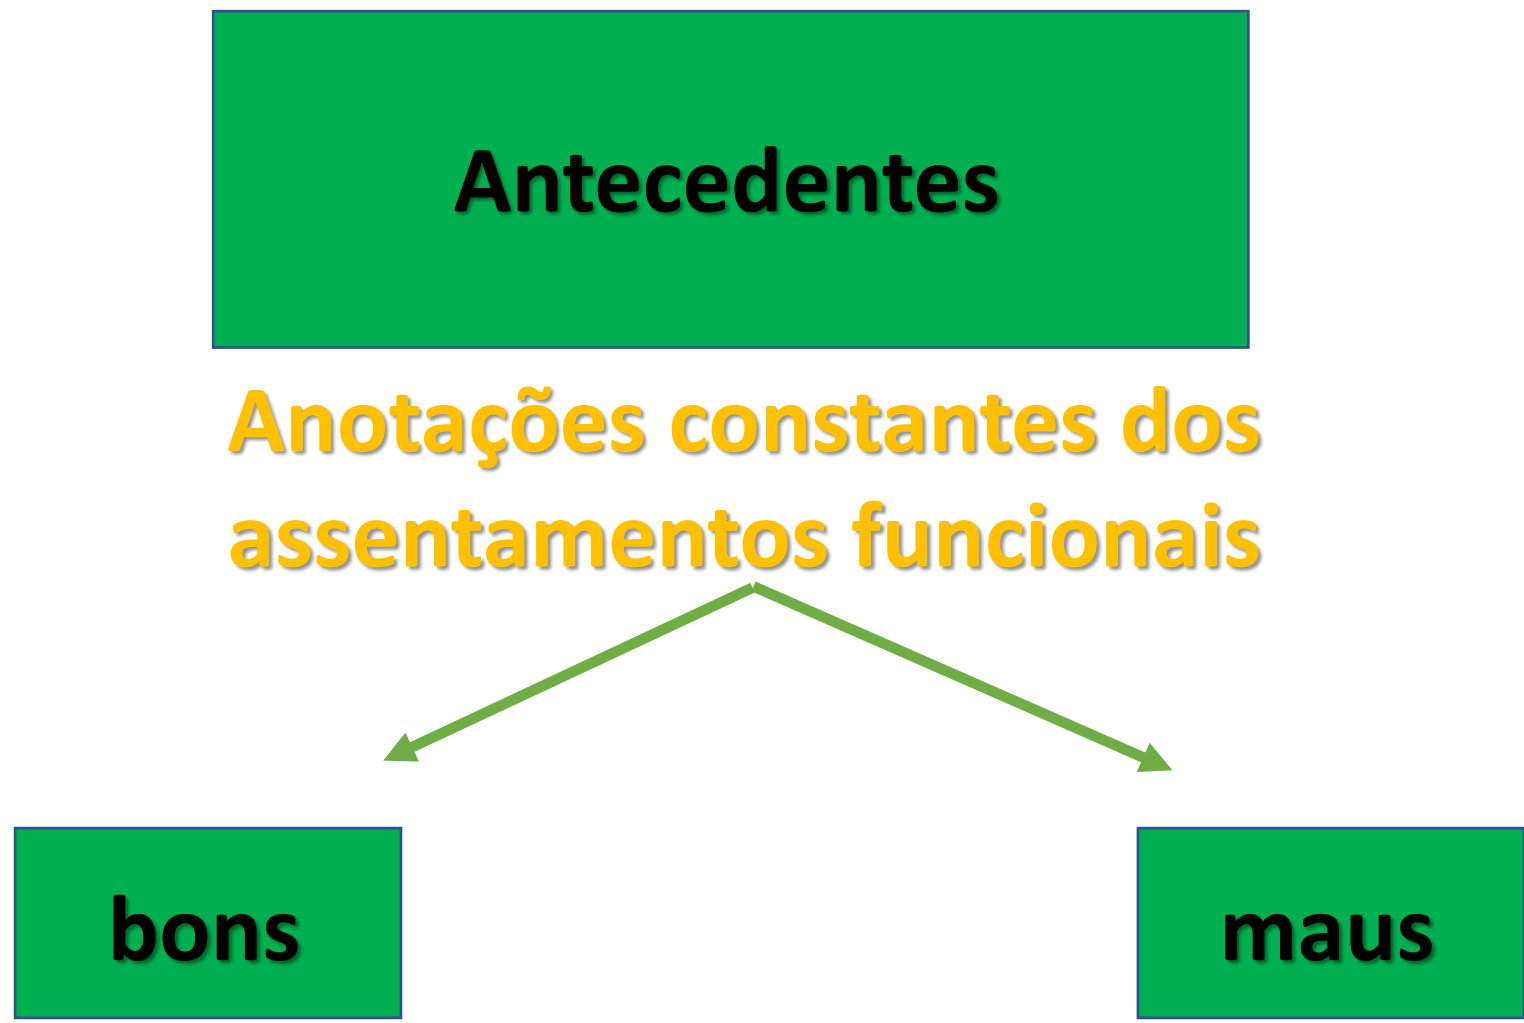 Antecedentes
Anotações constantes dos
assentamentos funcionais
bons
maus